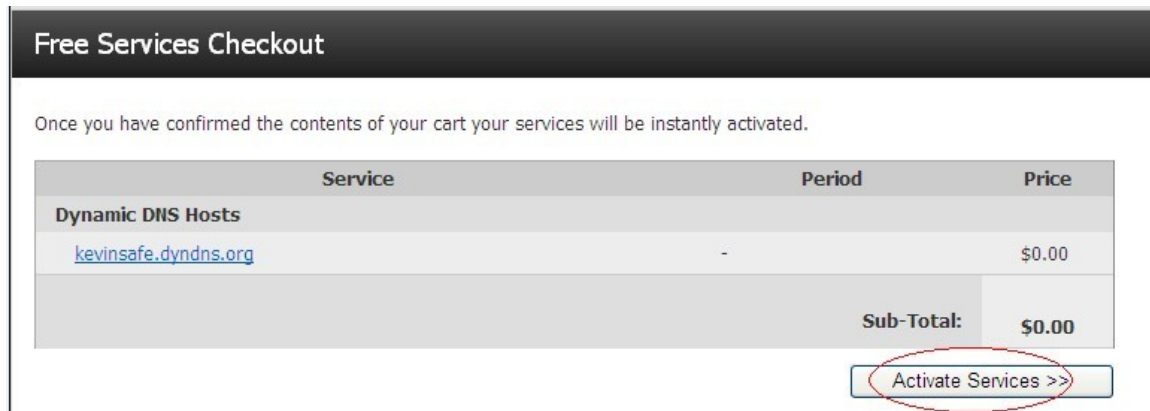 Free Services Checkout
Once you have confirmed the contents of your cart your services will be instantly activated.
Service Period Price
Dynamic DNS Hosts
kevinsafe.dyndns.org - $0.00
Sub-Total: $0.00
Activate Services >>